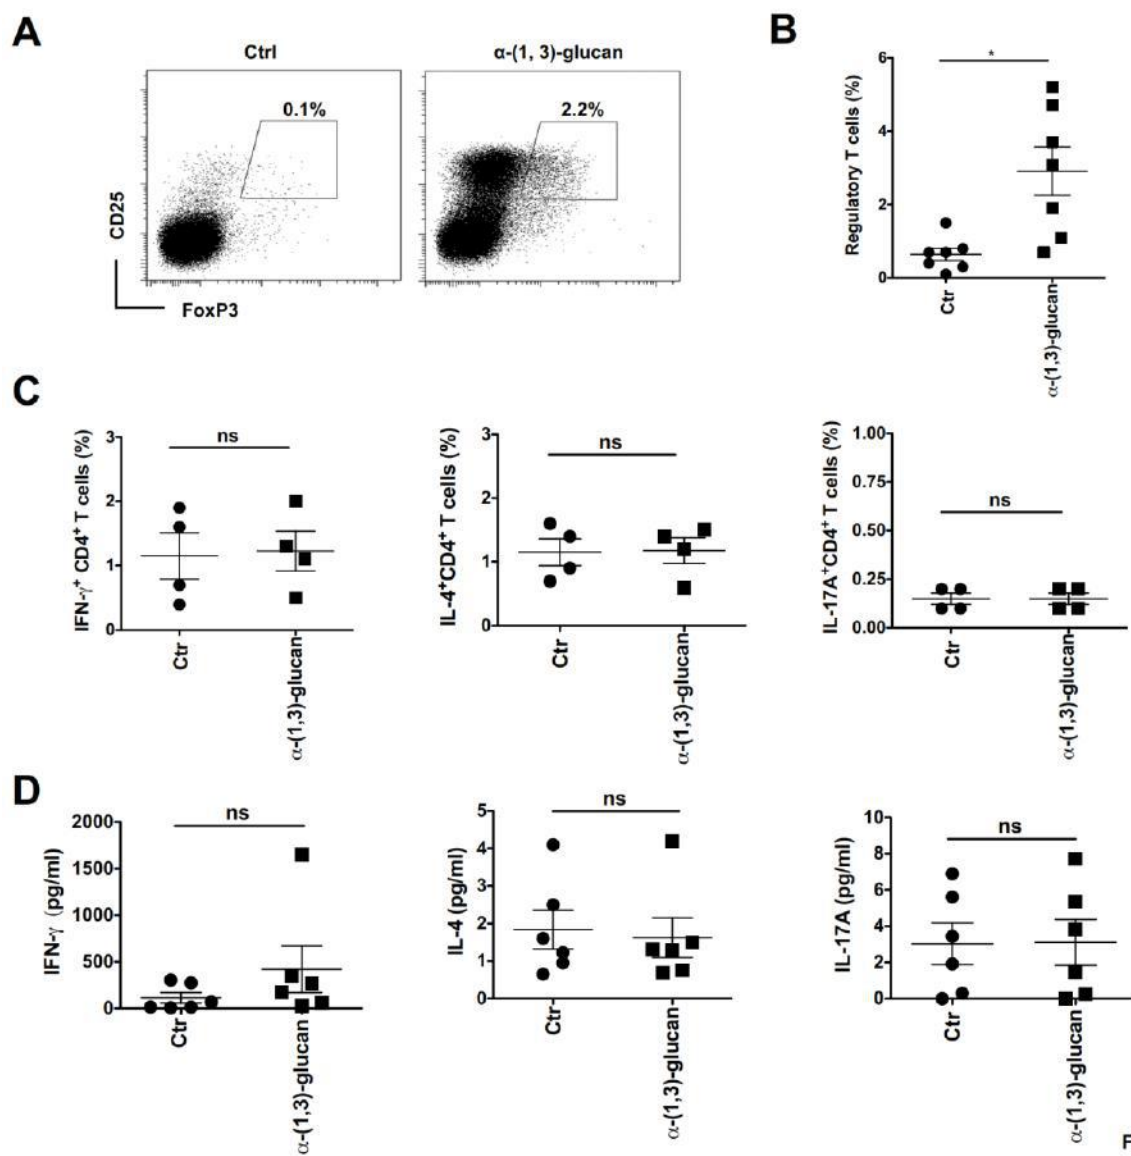 A
Ctrl
α-(1, 3)-glucan
0.1%
2.2%
CD25
FoxP3
B
*
Regulatory T cells (%)
6
4
2
0
Ctr
α-(1,3)-glucan
C
ns
IFN-γ⁺ CD4⁺ T cells (%)
3
2
1
0
Ctr
α-(1,3)-glucan
ns
IL-4⁺CD4⁺ T cells (%)
3
2
1
0
Ctr
α-(1,3)-glucan
ns
IL-17A⁺CD4⁺ T cells (%)
1.00
0.75
0.50
0.25
0.00
Ctr
α-(1,3)-glucan
D
ns
IFN-γ (pg/ml)
2000
1500
1000
500
0
Ctr
α-(1,3)-glucan
ns
IL-4 (pg/ml)
5
4
3
2
1
0
Ctr
α-(1,3)-glucan
ns
IL-17A (pg/ml)
10
8
6
4
2
0
Ctr
α-(1,3)-glucan
F